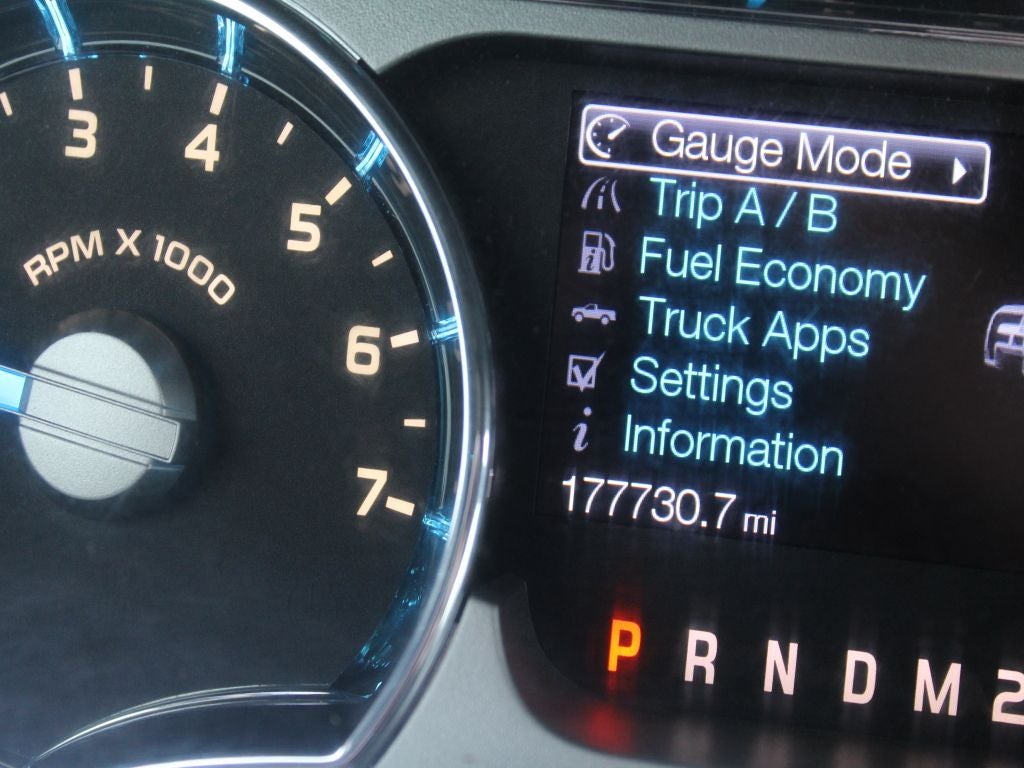 3
4
5
6
7
RPM X 1000
Gauge Mode
Trip A / B
Fuel Economy
Truck Apps
Settings
i Information
177730.7 mi
P R N D M 2